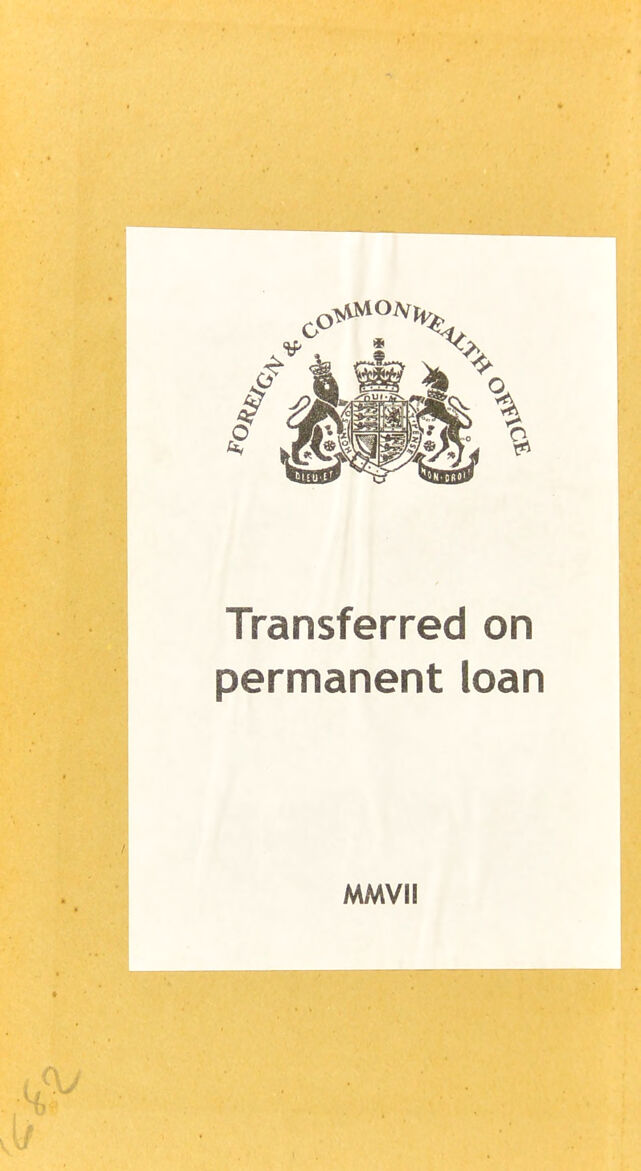 FOREIGN & COMMONWEALTH OFFICE
DIEU·ET
MON·DROIT
Transferred on
permanent loan
MMVII